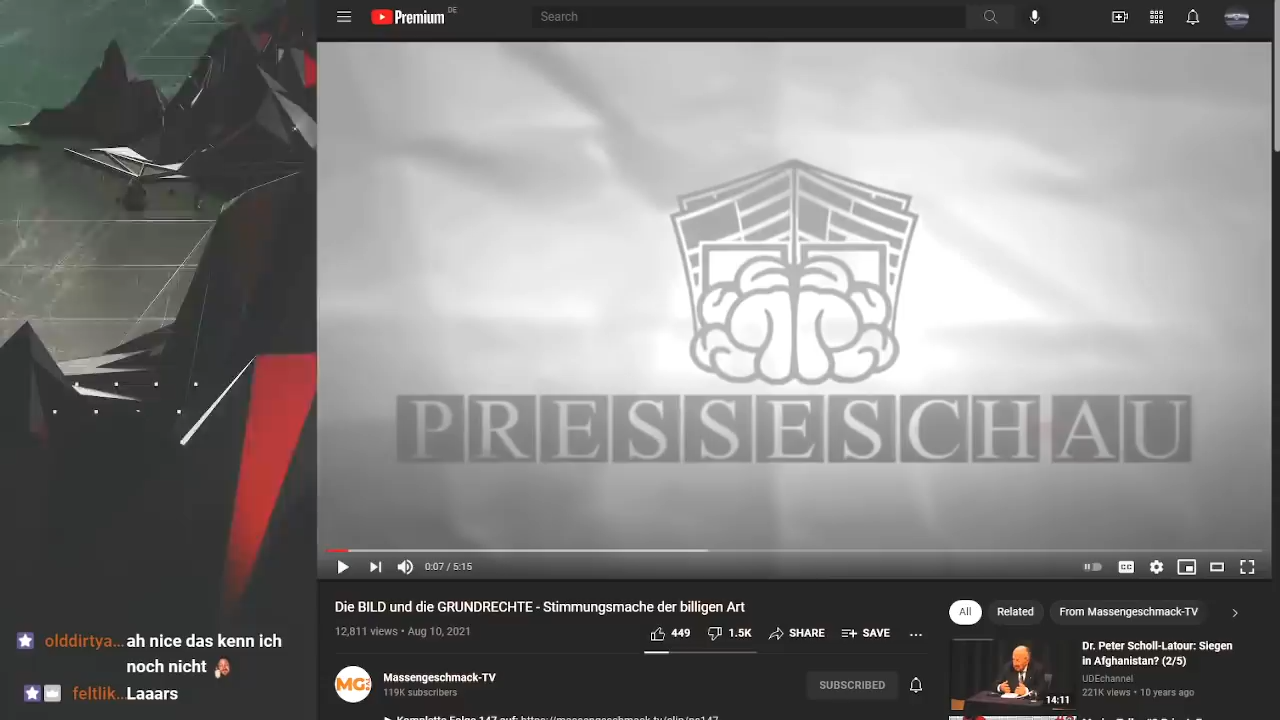 Premium DE
Search
PRESSESCHAU
0:07 / 5:15
CC
Die BILD und die GRUNDRECHTE - Stimmungsmache der billigen Art
12,811 views • Aug 10, 2021
449
1.5K
SHARE
SAVE
MG
Massengeschmack-TV
119K subscribers
SUBSCRIBED
All
Related
From Massengeschmack-TV
Dr. Peter Scholl-Latour: Siegen
in Afghanistan? (2/5)
UDEchannel
221K views • 10 years ago
14:11
olddirtya... ah nice das kenn ich
noch nicht
feltlik... Laaars